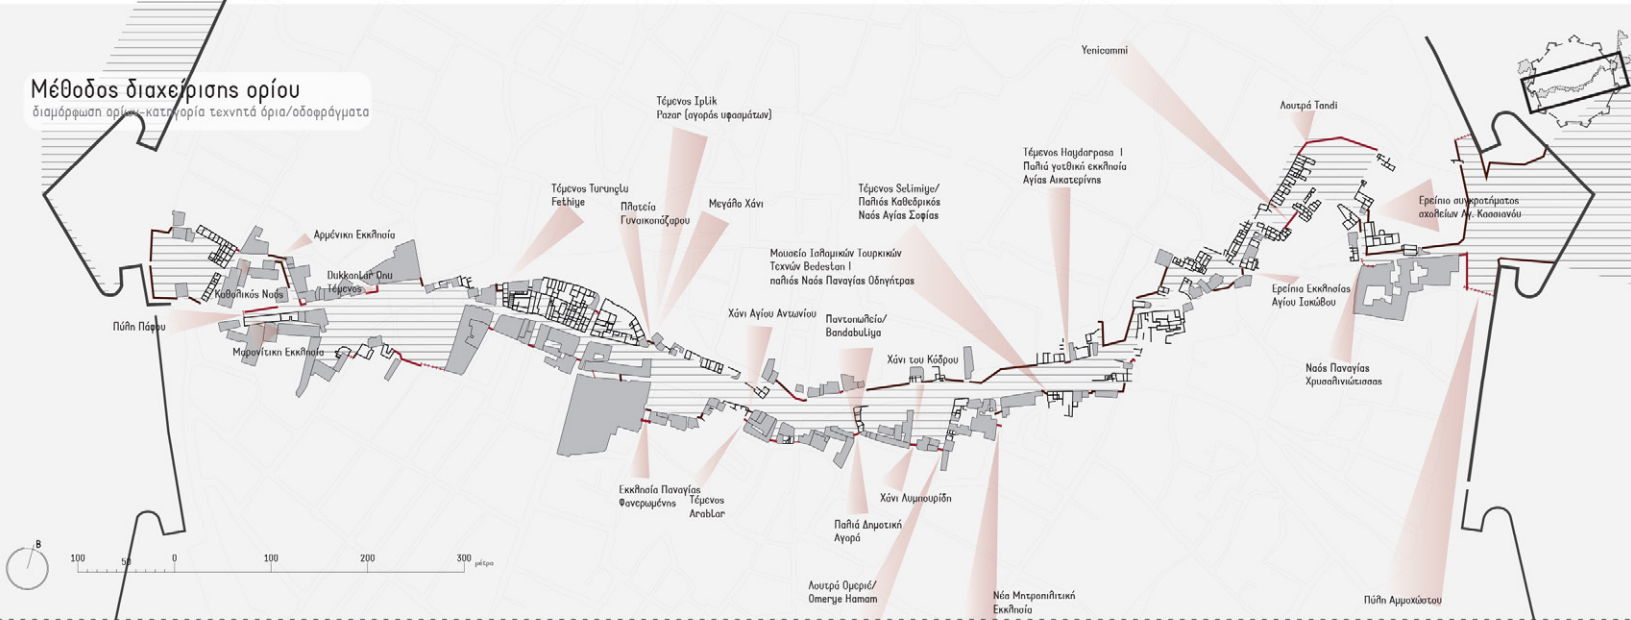 Μέθοδος διαχείρισης ορίου
διαμόρφωση ορίων-κατηγορία τεχνητά όρια/οδοφράγματα
Yenicammi
Τέμενος Iplik
Pazar (αγοράς υφασμάτων)
Λουτρά Tandi
Τέμενος Haydarpasa |
Παλιά γοτθική εκκλησία
Αγίας Αικατερίνης
Τέμενος Turunçlu
Fethiye
Πλατεία
Γυναικοπάζαρου
Μεγάλο Χάνι
Τέμενος Selimiye/
Παλιός Καθεδρικός
Ναός Αγίας Σοφίας
Ερείπια συγκροτήματος
σχολείων Αγ. Κασσιανού
Αρμένικη Εκκλησία
Μουσείο Ισλαμικών Τουρκικών
Τεχνών Bedestan |
παλιός Ναός Παναγίας Οδηγήτρας
Dukkanlar Onu
Τέμενος
Καθολικός Ναός
Ερείπια Εκκλησίας
Αγίου Ιακώβου
Πύλη Πάφου
Χάνι Αγίου Αντωνίου
Παντοπωλείο/
Bandabuliya
Μαρονίτικη Εκκλησία
Χάνι του Κόδρου
Ναός Παναγίας
Χρυσαλινιώτισσας
Εκκλησία Παναγίας
Φανερωμένης
Τέμενος
Arablar
Χάνι Λυμπουρίδη
Παλιά Δημοτική
Αγορά
Β
100 50 0 100 200 300 μέτρα
Λουτρά Ομεριέ/
Omerye Hamam
Νέα Μητροπολιτική
Εκκλησία
Πύλη Αμμοχώστου